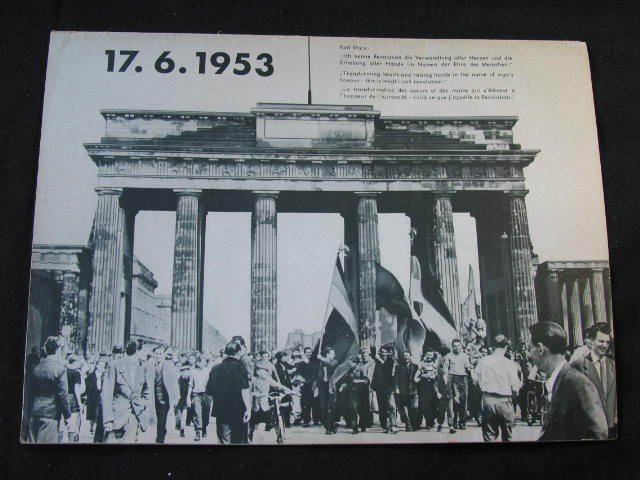 17. 6. 1953
Karl Marx:
„Ich nenne Revolution die Verwandlung aller Herzen und die
Erhebung aller Hände im Namen der Ehre des Menschen."
„Transforming hearts and raising hands in the name of man's
honour - this is what I call revolution."
„La transformation des coeurs et des mains qui s'élèvent à
l'honneur de l'humanité - voilà ce que j'appelle la Revolution."